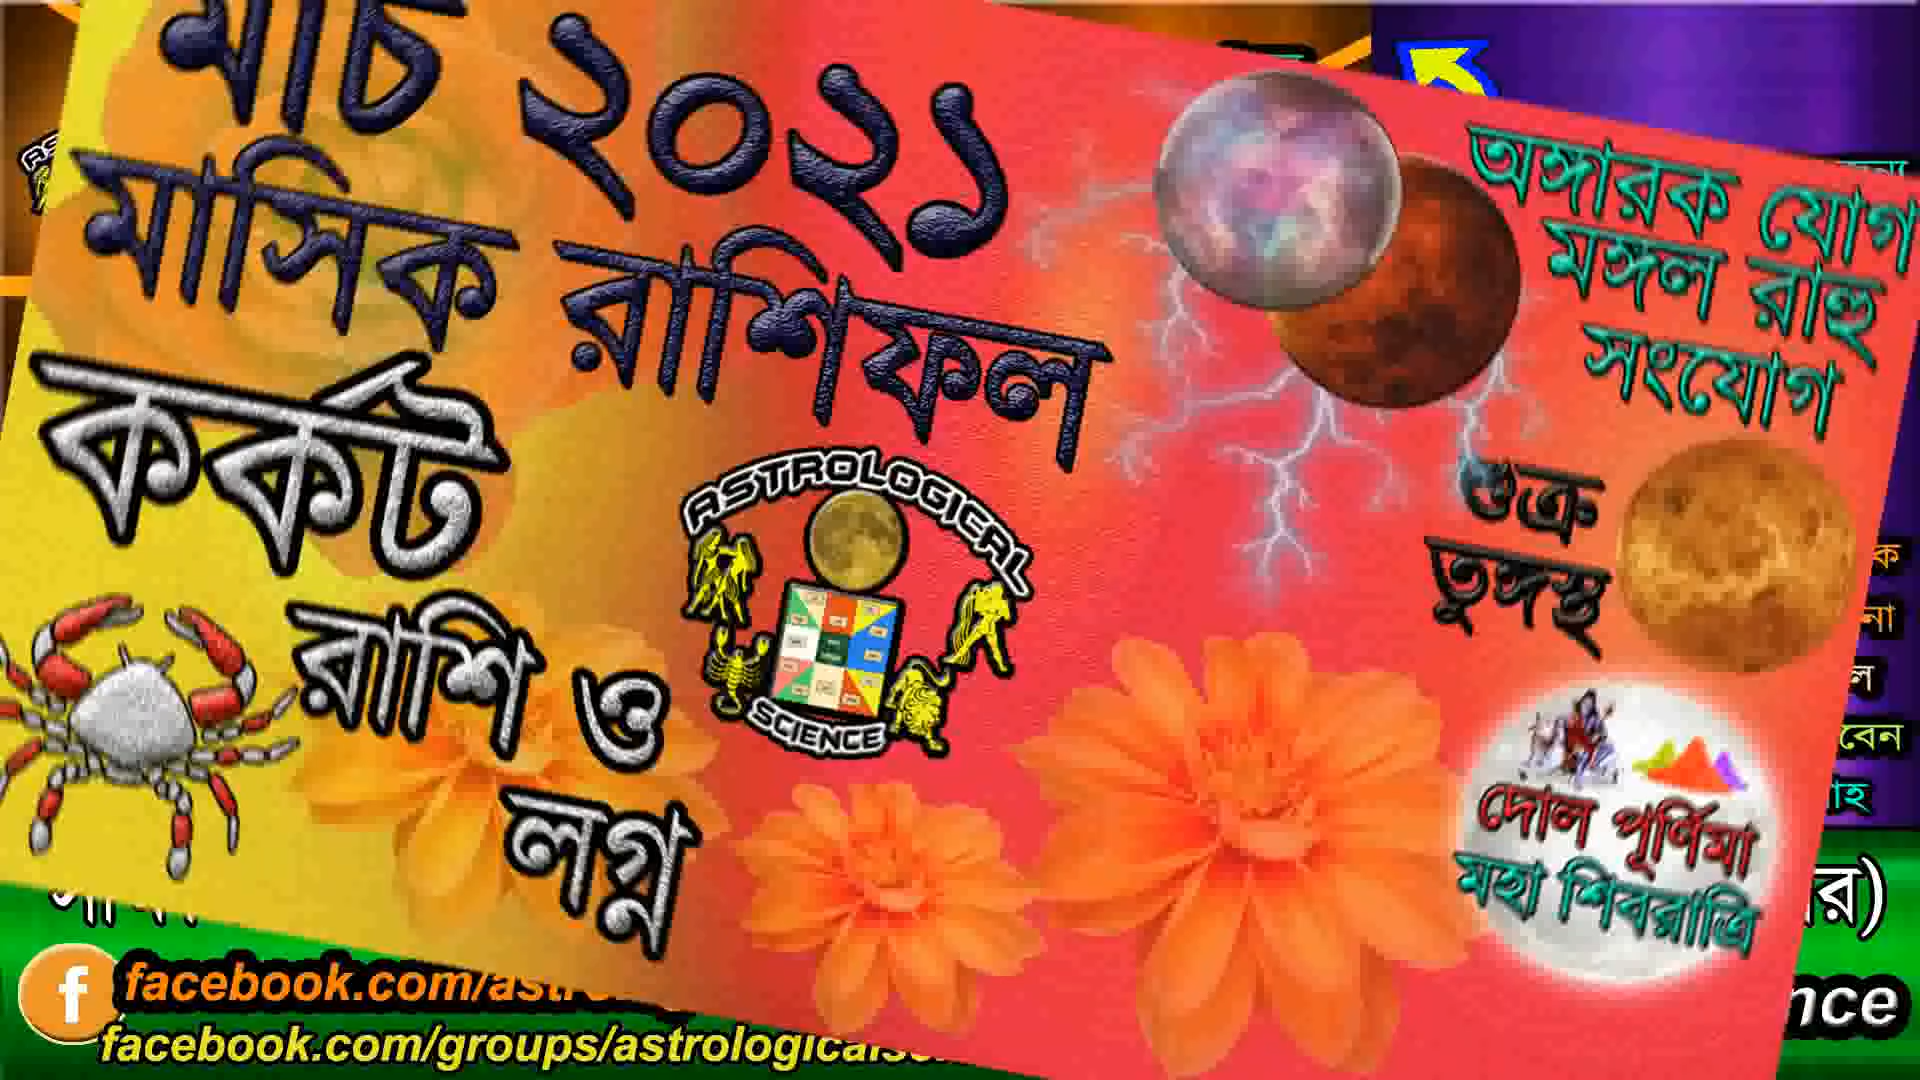 মার্চ ২০২১
মাসিক রাশিফল
কর্কট
রাশি ও
লগ্ন
ASTROLOGICAL
SCIENCE
অঙ্গারক যোগ
মঙ্গল রাহু
সংযোগ
শুক্র
তুঙ্গস্থ
দোল পূর্ণিমা
মহা শিবরাত্রি
facebook.com/
facebook.com/groups/